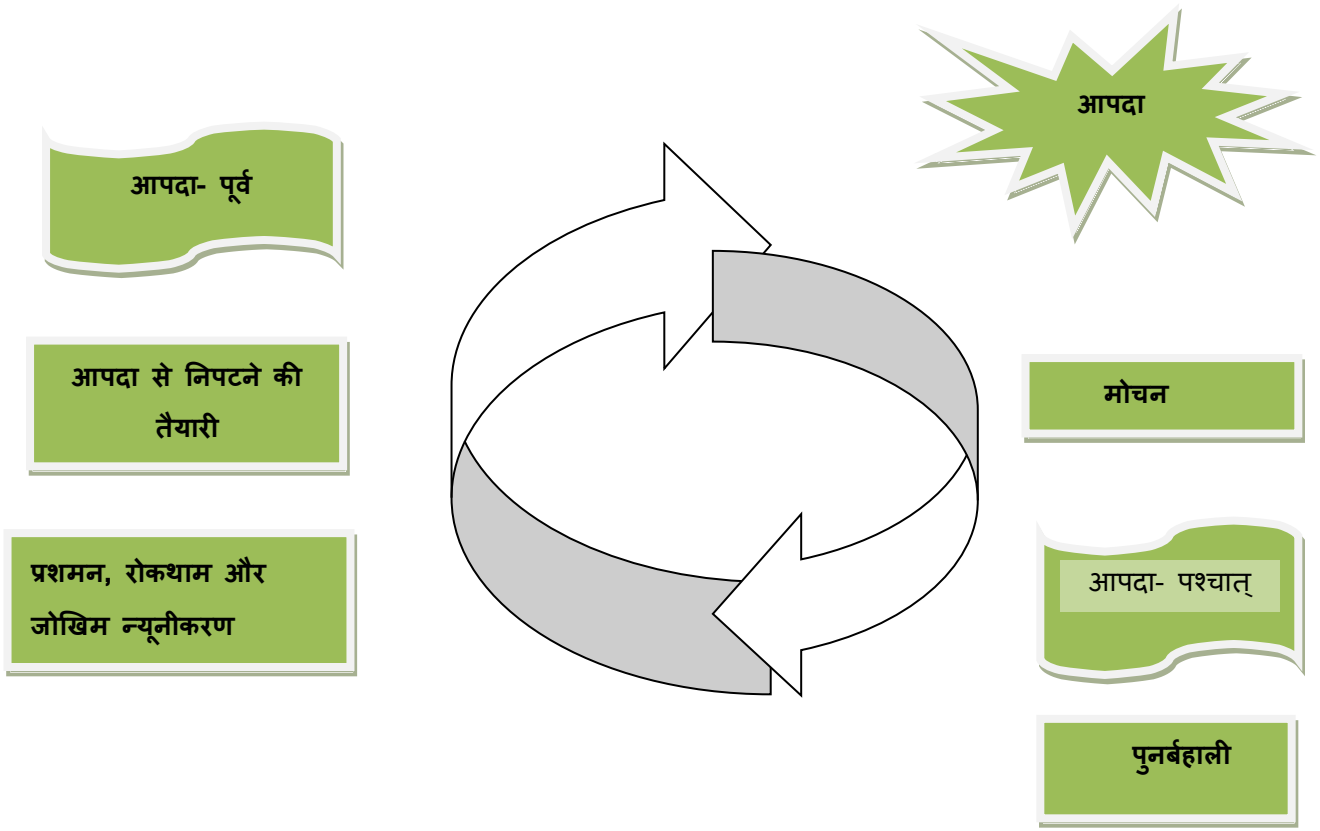 आपदा
आपदा- पूर्व
आपदा से निपटने की
तैयारी
मोचन
प्रशमन, रोकथाम और
जोखिम न्यूनीकरण
आपदा- पश्चात्
पुनर्बहाली